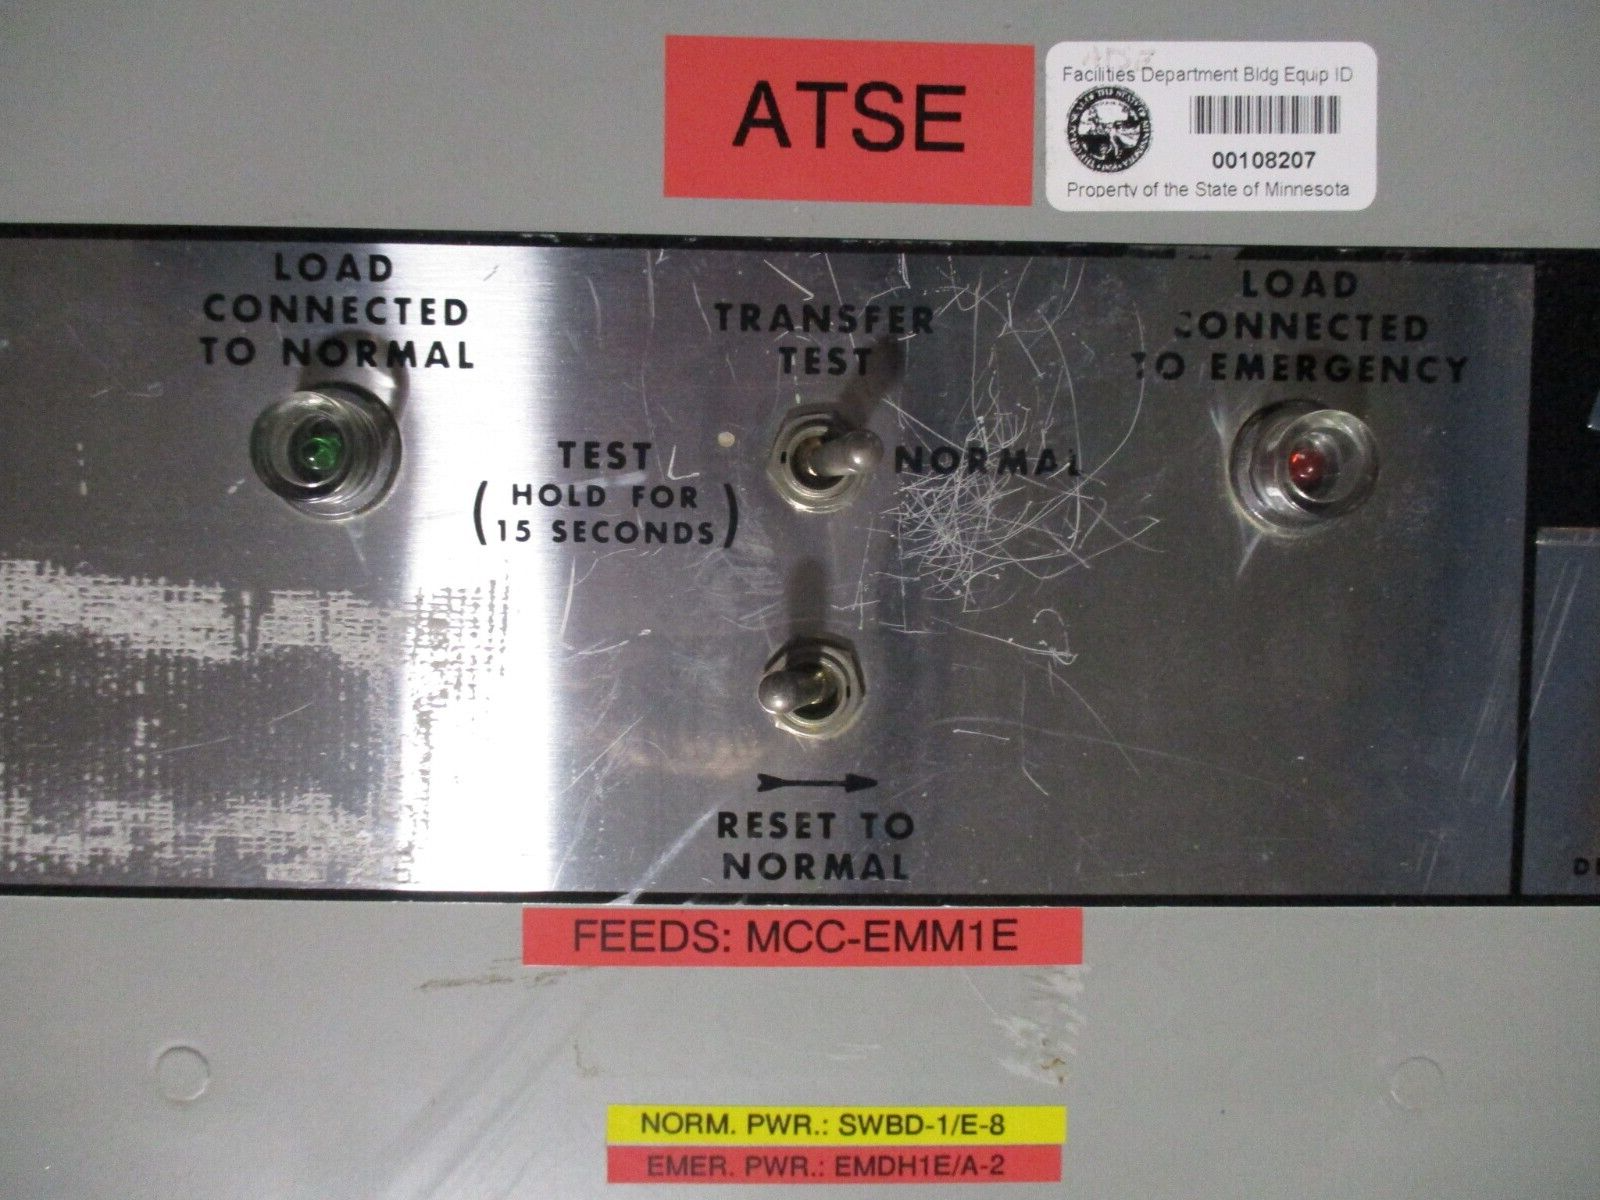 ATSE
Facilities Department Bldg Equip ID
00108207
Property of the State of Minnesota
LOAD
CONNECTED
TO NORMAL
TRANSFER
TEST
LOAD
CONNECTED
TO EMERGENCY
TEST
(HOLD FOR
15 SECONDS)
NORMAL
RESET TO
NORMAL
FEEDS: MCC-EMM1E
NORM. PWR.: SWBD-1/E-8
EMER. PWR.: EMDH1E/A-2